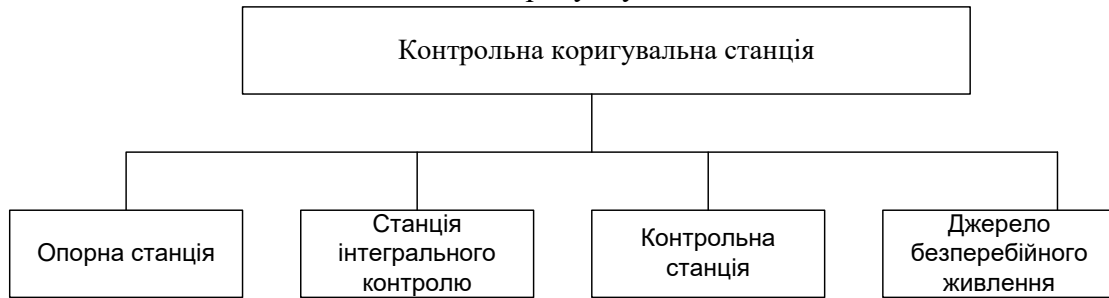 Контрольна коригувальна станція
Опорна станція
Станція
інтегрального
контролю
Контрольна
станція
Джерело
безперебійного
живлення